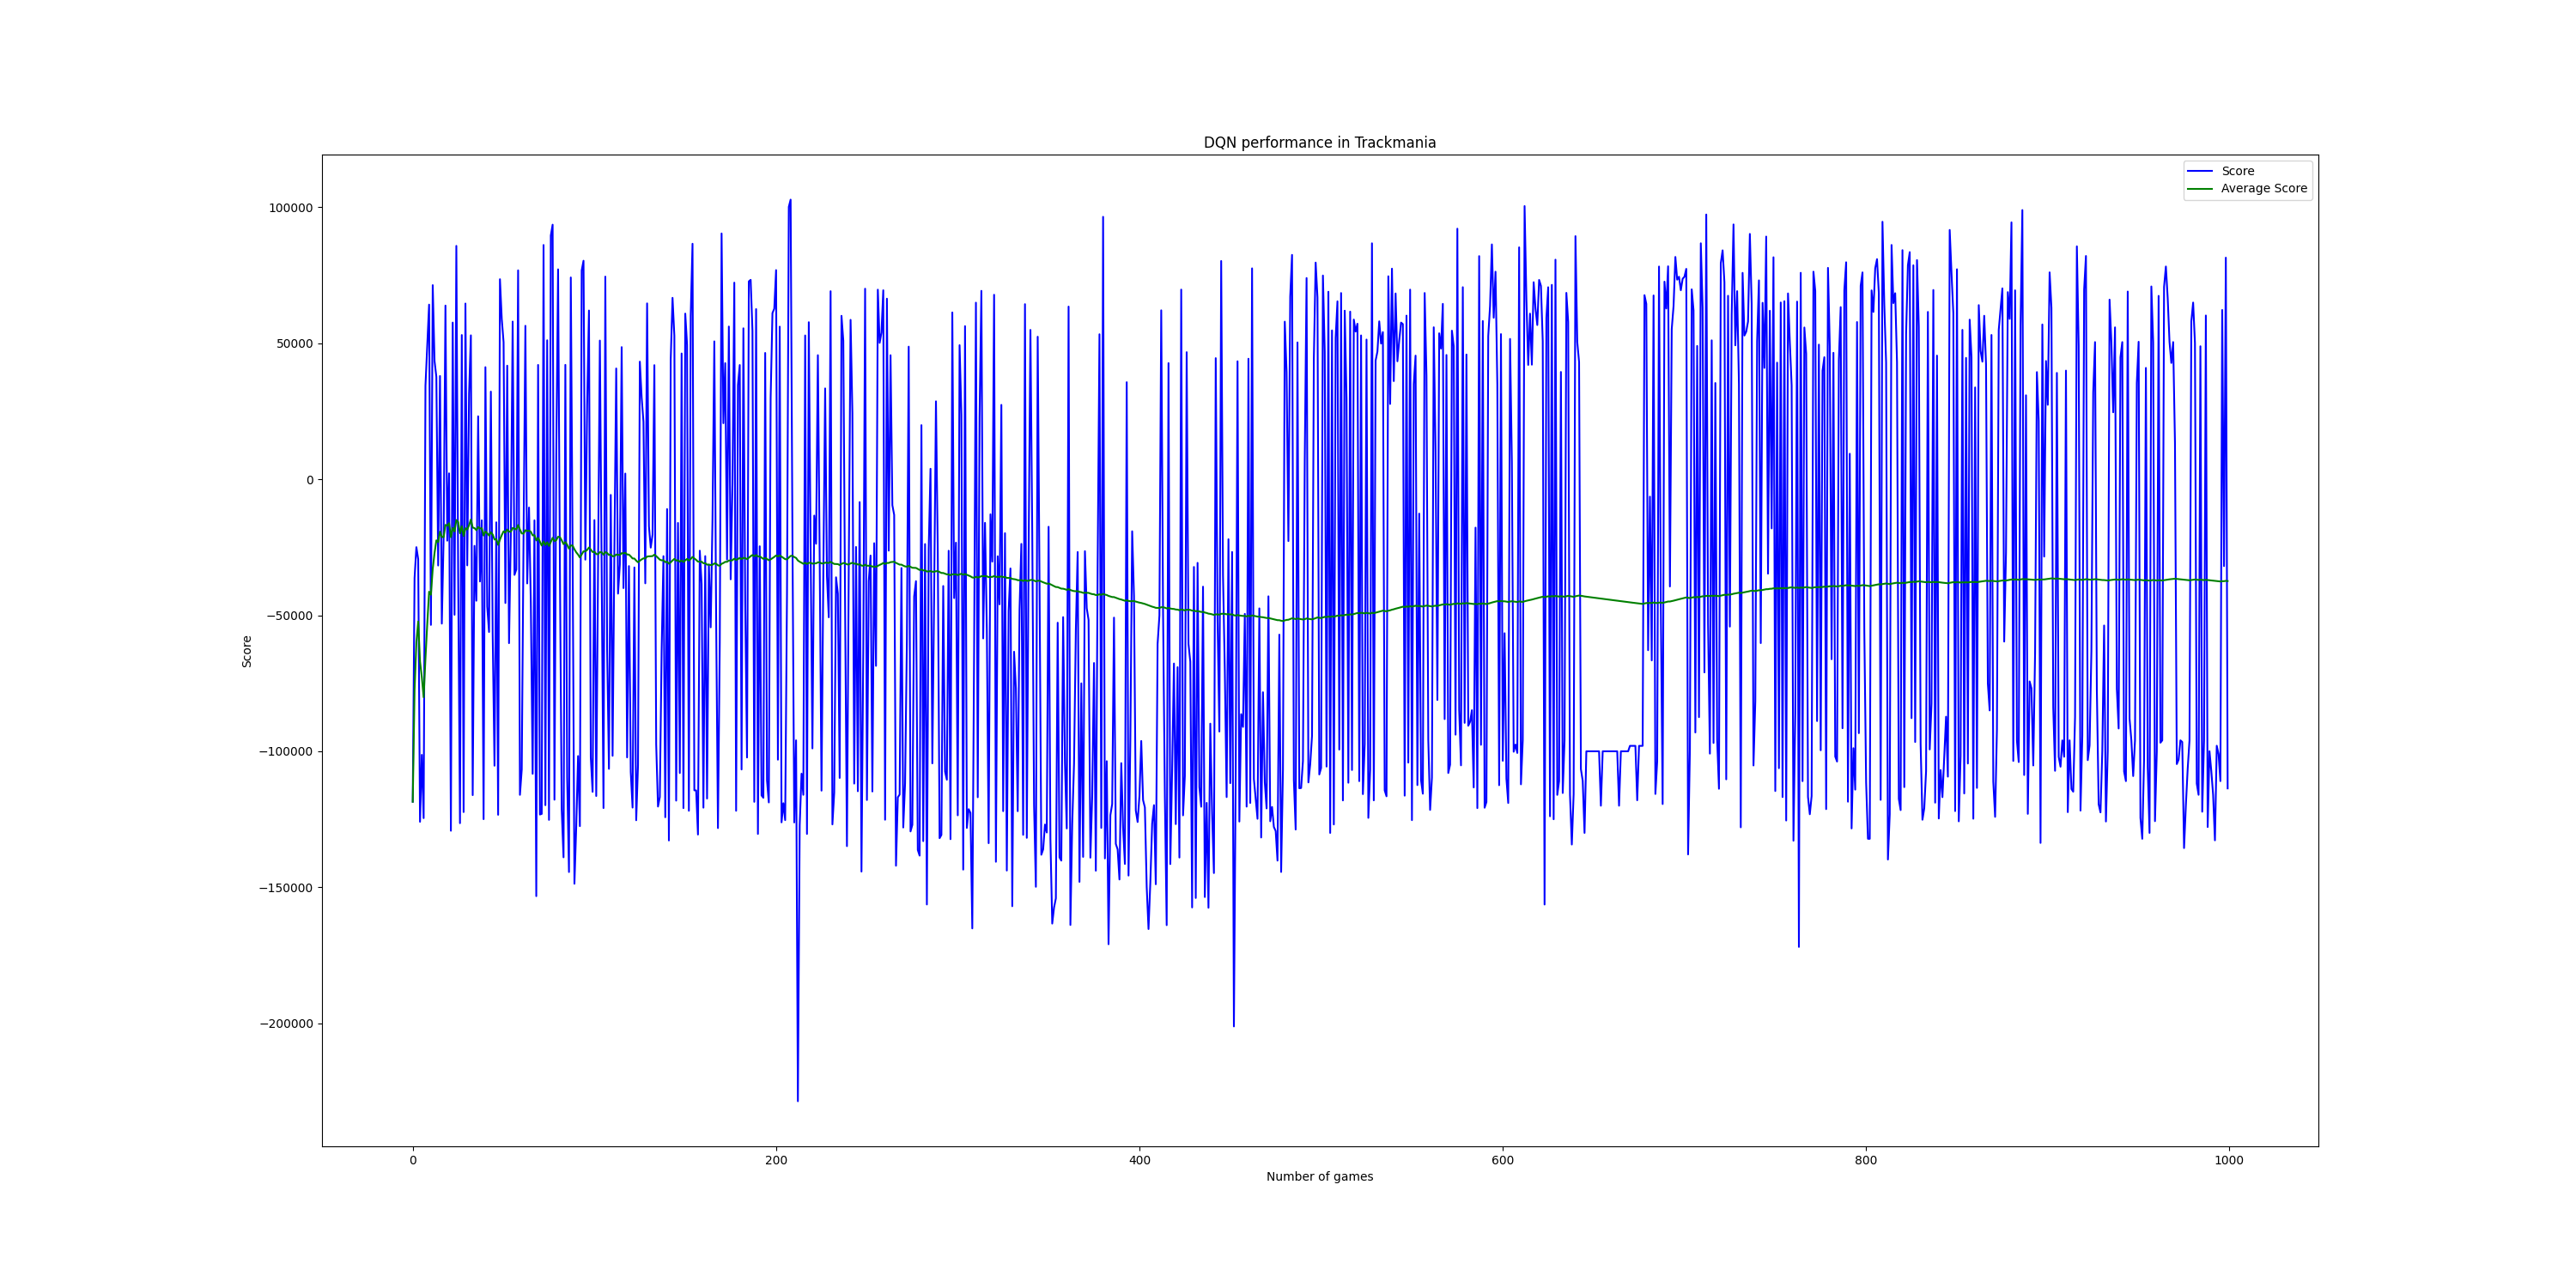 DQN performance in Trackmania
Score
Average Score
100000
50000
0
−50000
−100000
−150000
−200000
Score
0
200
400
600
800
1000
Number of games